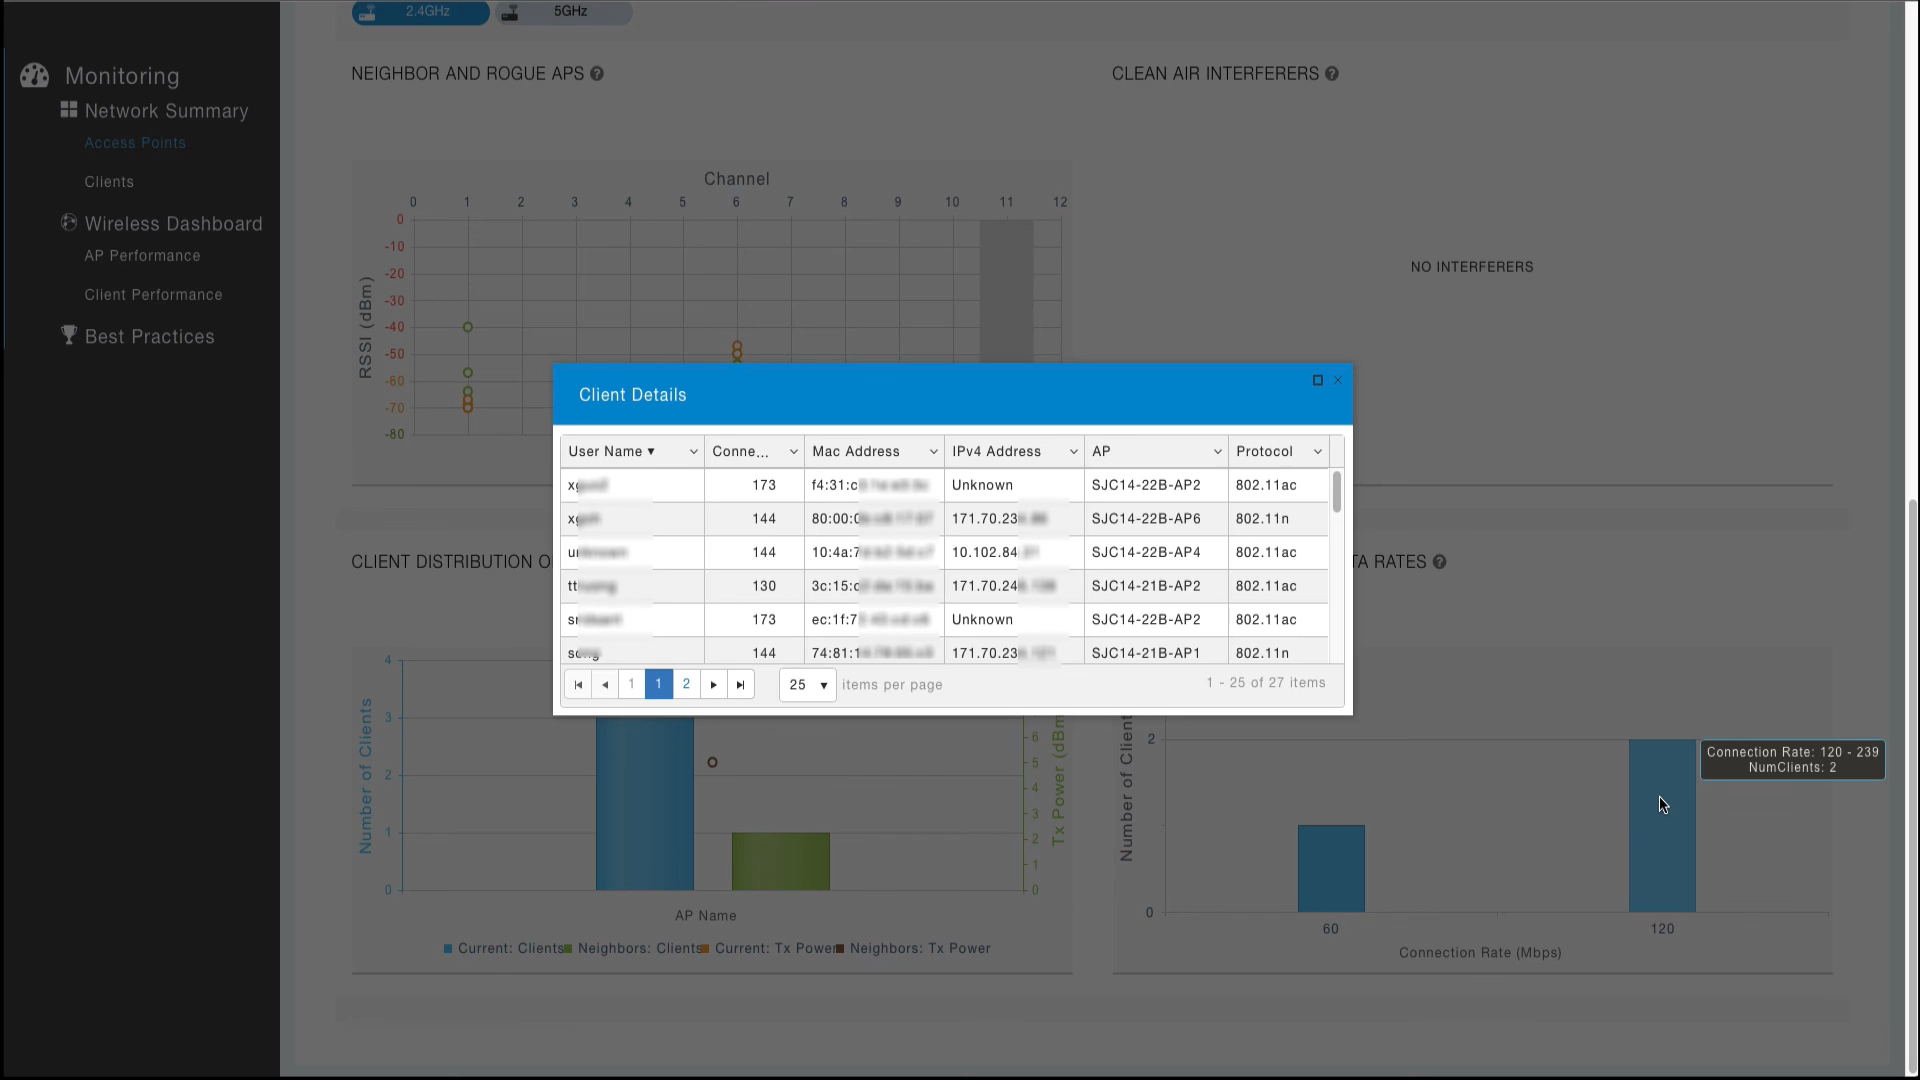 2.4GHz
5GHz
Monitoring
Network Summary
Access Points
Clients
Wireless Dashboard
AP Performance
Client Performance
Best Practices
NEIGHBOR AND ROGUE APS
CLEAN AIR INTERFERERS
Channel
0 1 2 3 4 5 6 7 8 9 10 11 12
0
-10
-20
-30
-40
-50
-60
-70
-80
RSSI (dBm)
NO INTERFERERS
Client Details
User Name Conne... Mac Address IPv4 Address AP Protocol
173 f4:31: Unknown SJC14-22B-AP2 802.11ac
144 80:00: 171.70.23 SJC14-22B-AP6 802.11n
144 10:4a: 10.102.84 SJC14-22B-AP4 802.11ac
130 3c:15: 171.70.24 SJC14-21B-AP2 802.11ac
173 ec:1f: Unknown SJC14-22B-AP2 802.11ac
144 74:81: 171.70.23 SJC14-21B-AP1 802.11n
1 1 2
25 items per page
1 - 25 of 27 items
CLIENT DISTRIBUTION O
TA RATES
4
3
2
1
0
Number of Clients
6
5
4
3
2
1
0
Tx Power (dBm
AP Name
Current: Clients Neighbors: Clients Current: Tx Power Neighbors: Tx Power
Number of Client
2
0
60 120
Connection Rate (Mbps)
Connection Rate: 120 - 239
NumClients: 2